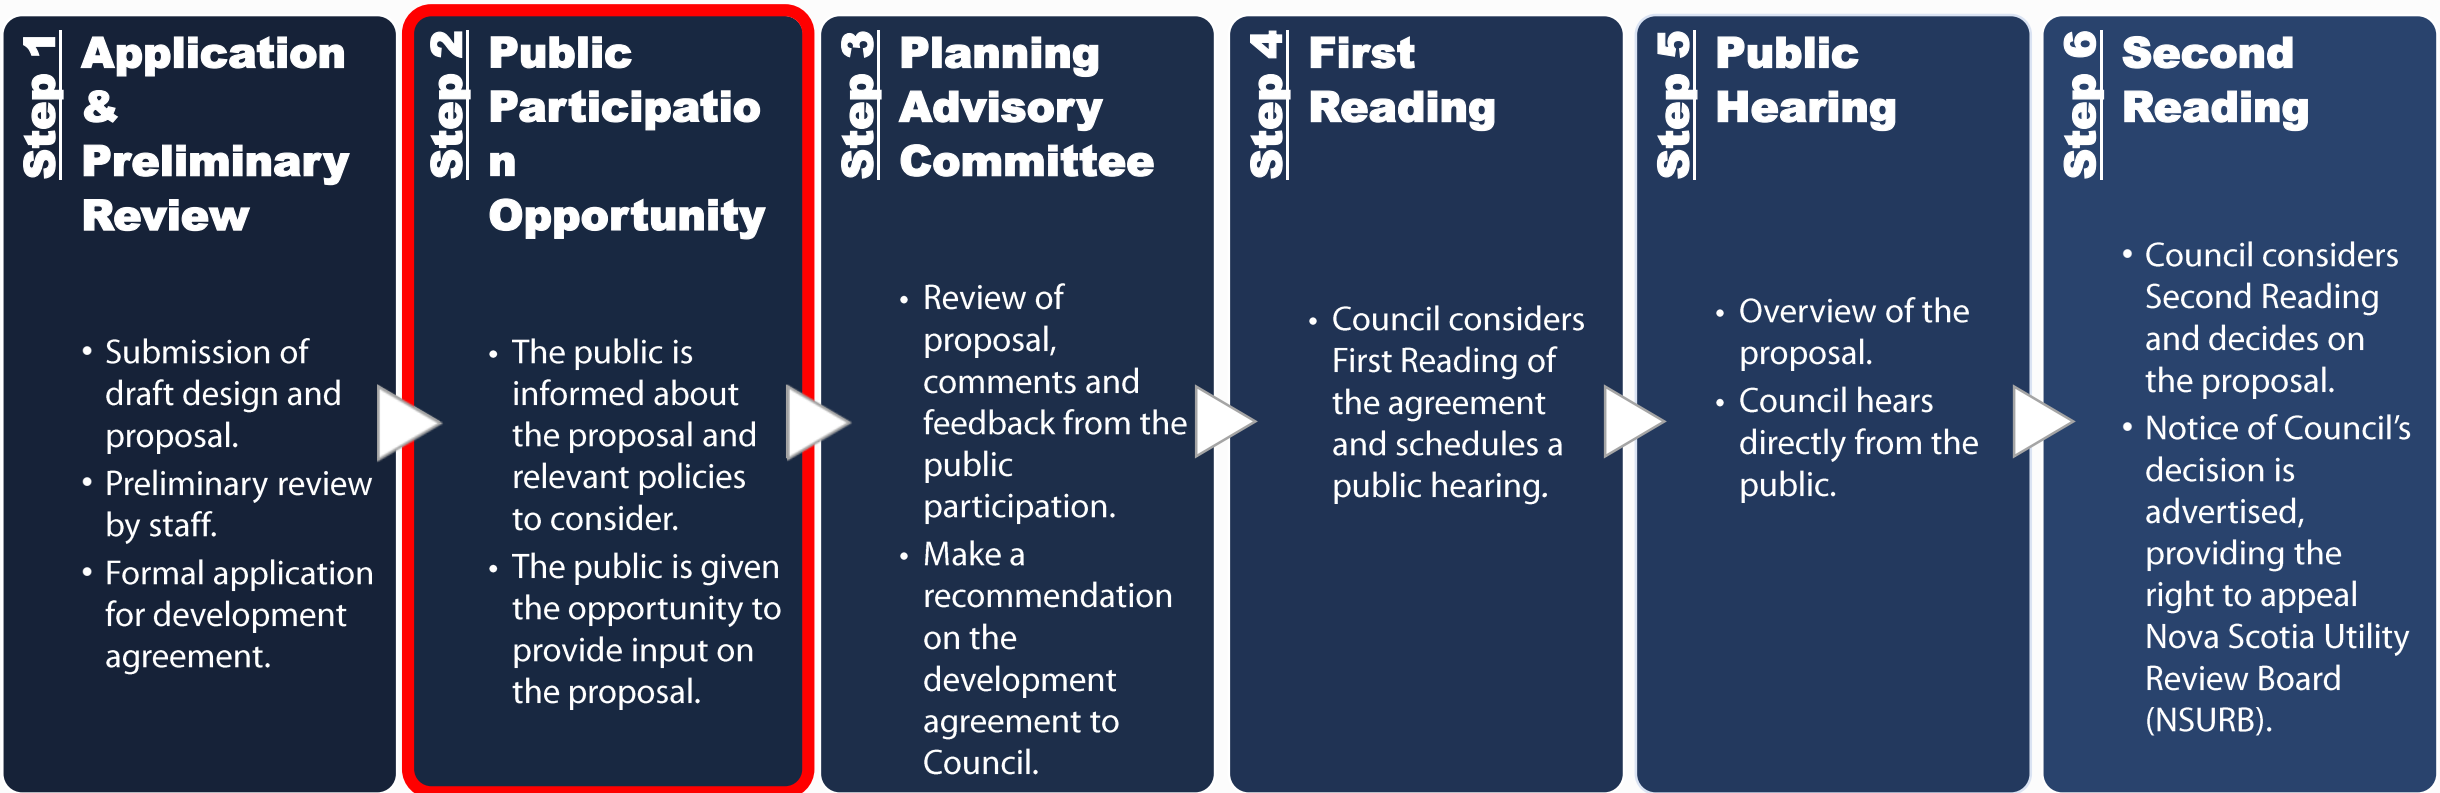 Step 1
Application
&
Preliminary
Review
• Submission of
draft design and
proposal.
• Preliminary review
by staff.
• Formal application
for development
agreement.
Step 2
Public
Participatio
n
Opportunity
• The public is
informed about
the proposal and
relevant policies
to consider.
• The public is given
the opportunity to
provide input on
the proposal.
Step 3
Planning
Advisory
Committee
• Review of
proposal,
comments and
feedback from the
public
participation.
• Make a
recommendation
on the
development
agreement to
Council.
Step 4
First
Reading
• Council considers
First Reading of
the agreement
and schedules a
public hearing.
Step 5
Public
Hearing
• Overview of the
proposal.
• Council hears
directly from the
public.
Step 6
Second
Reading
• Council considers
Second Reading
and decides on
the proposal.
• Notice of Council’s
decision is
advertised,
providing the
right to appeal
Nova Scotia Utility
Review Board
(NSURB).